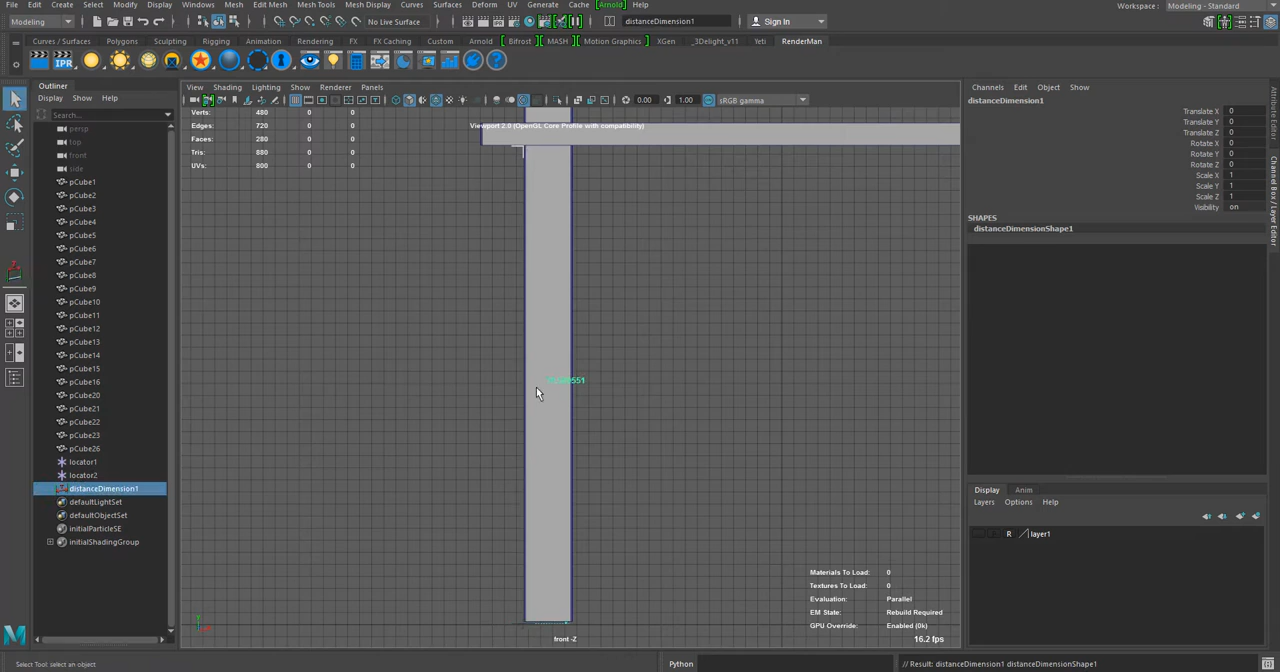 File Edit Create Select Modify Display Windows Mesh Edit Mesh Mesh Tools Mesh Display Curves Surfaces Deform UV Generate Cache Arnold Help
Workspace: Modeling - Standard
Modeling No Live Surface distanceDimension1 Sign In
Curves / Surfaces Polygons Sculpting Rigging Animation Rendering FX FX Caching Custom Arnold Bifrost MASH Motion Graphics XGen _3Delight_v11 Yeti RenderMan
IPR
Outliner
Display Show Help
Search...
persp
top
front
side
pCube1
pCube2
pCube3
pCube4
pCube5
pCube6
pCube7
pCube8
pCube9
pCube10
pCube11
pCube12
pCube13
pCube14
pCube15
pCube16
pCube20
pCube21
pCube22
pCube23
pCube26
locator1
locator2
distanceDimension1
defaultLightSet
defaultObjectSet
initialParticleSE
initialShadingGroup
View Shading Lighting Show Renderer Panels
0.00 1.00 sRGB gamma
Verts: 480 0 0
Edges: 720 0 0
Faces: 280 0 0
Tris: 880 0 0
UVs: 800 0 0
Viewport 2.0 (OpenGL Core Profile with compatibility)
Materials To Load: 0
Textures To Load: 0
Evaluation: Parallel
EM State: Rebuild Required
GPU Override: Enabled (0k)
16.2 fps
front -Z
Channels Edit Object Show
distanceDimension1
Translate X 0
Translate Y 0
Translate Z 0
Rotate X 0
Rotate Y 0
Rotate Z 0
Scale X 1
Scale Y 1
Scale Z 1
Visibility on
SHAPES
distanceDimensionShape1
Display Anim
Layers Options Help
R layer1
Attribute Editor
Channel Box / Layer Editor
Select Tool: select an object
Python
// Result: distanceDimension1 distanceDimensionShape1